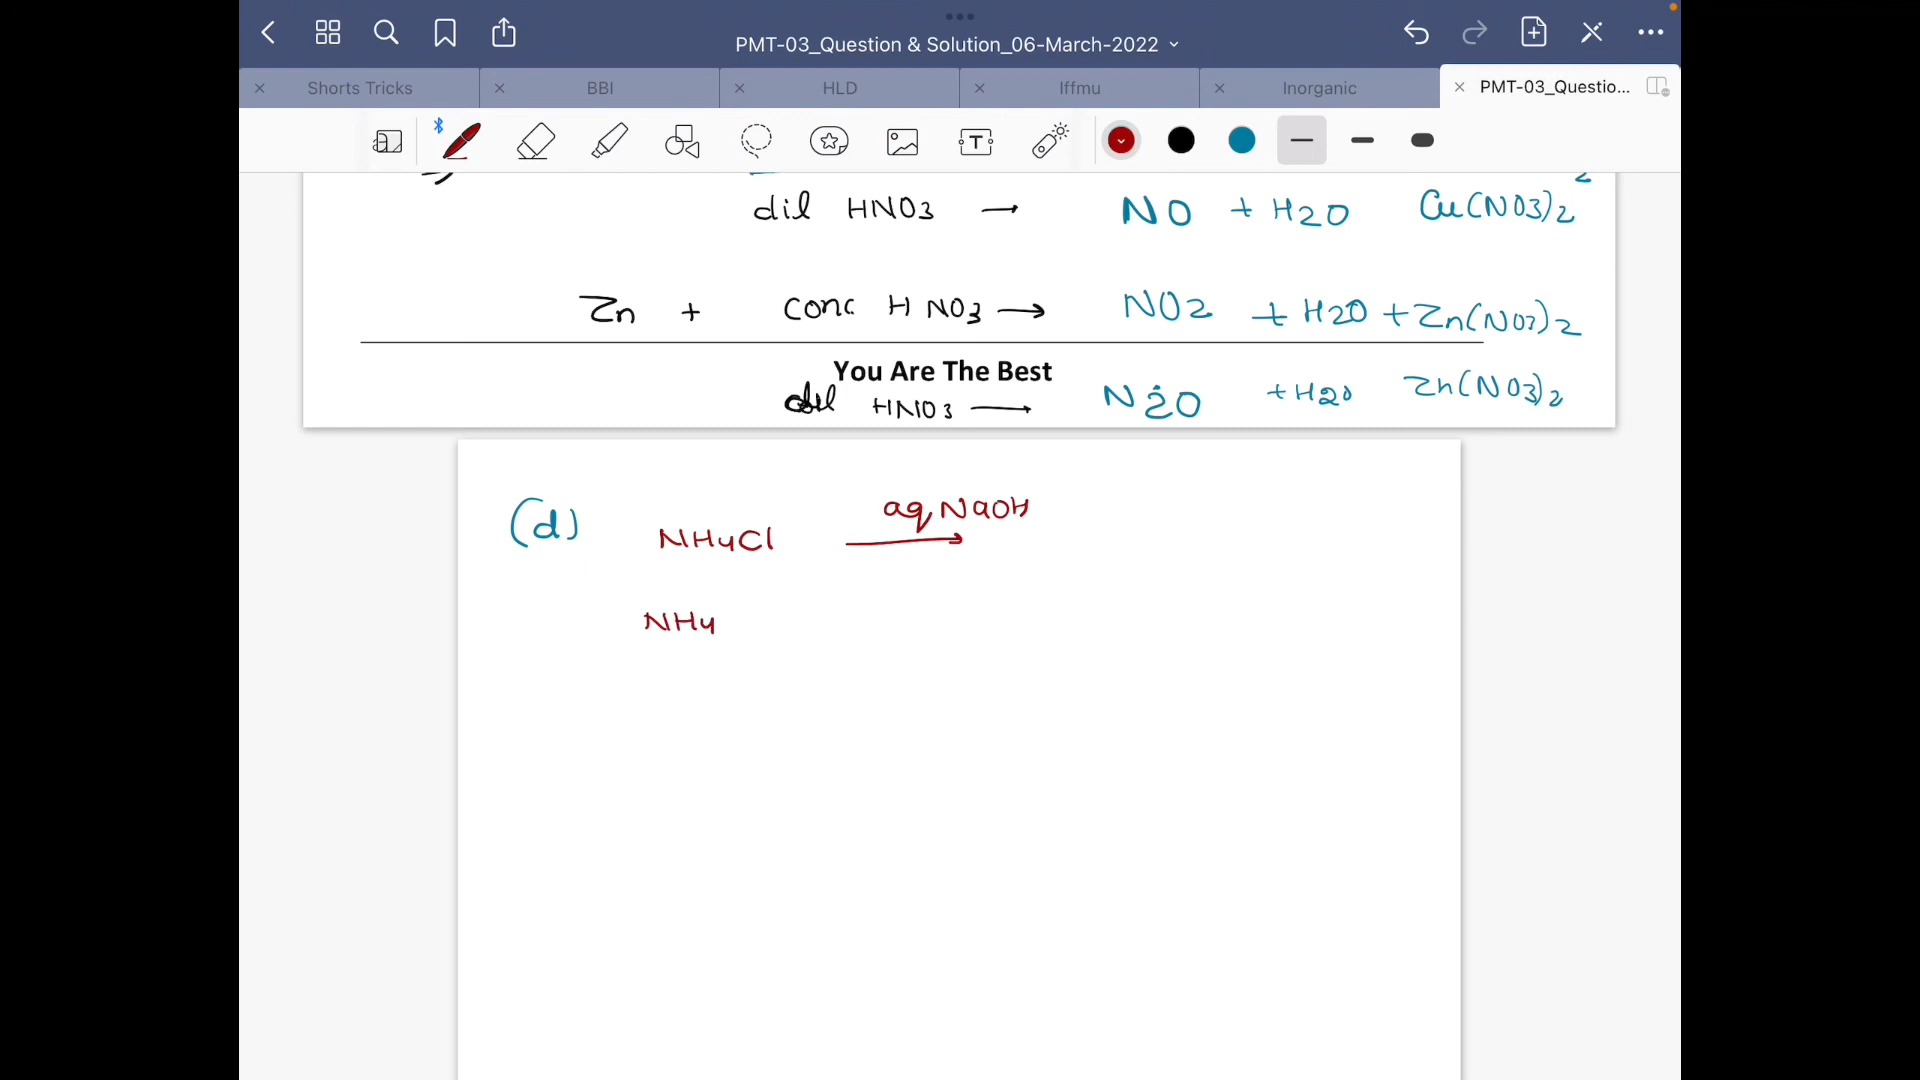 PMT-03_Question & Solution_06-March-2022
Shorts Tricks
BBI
HLD
Iffmu
Inorganic
PMT-03_Questio...
2
dil HNO3 → NO + H2O Cu(NO3)2
Zn + conc HNO3 → NO2 + H2O + Zn(NO3)2
You Are The Best
dil HNO3 → N2O + H2O Zn(NO3)2
(d) NH4Cl aq NaOH →
NH4